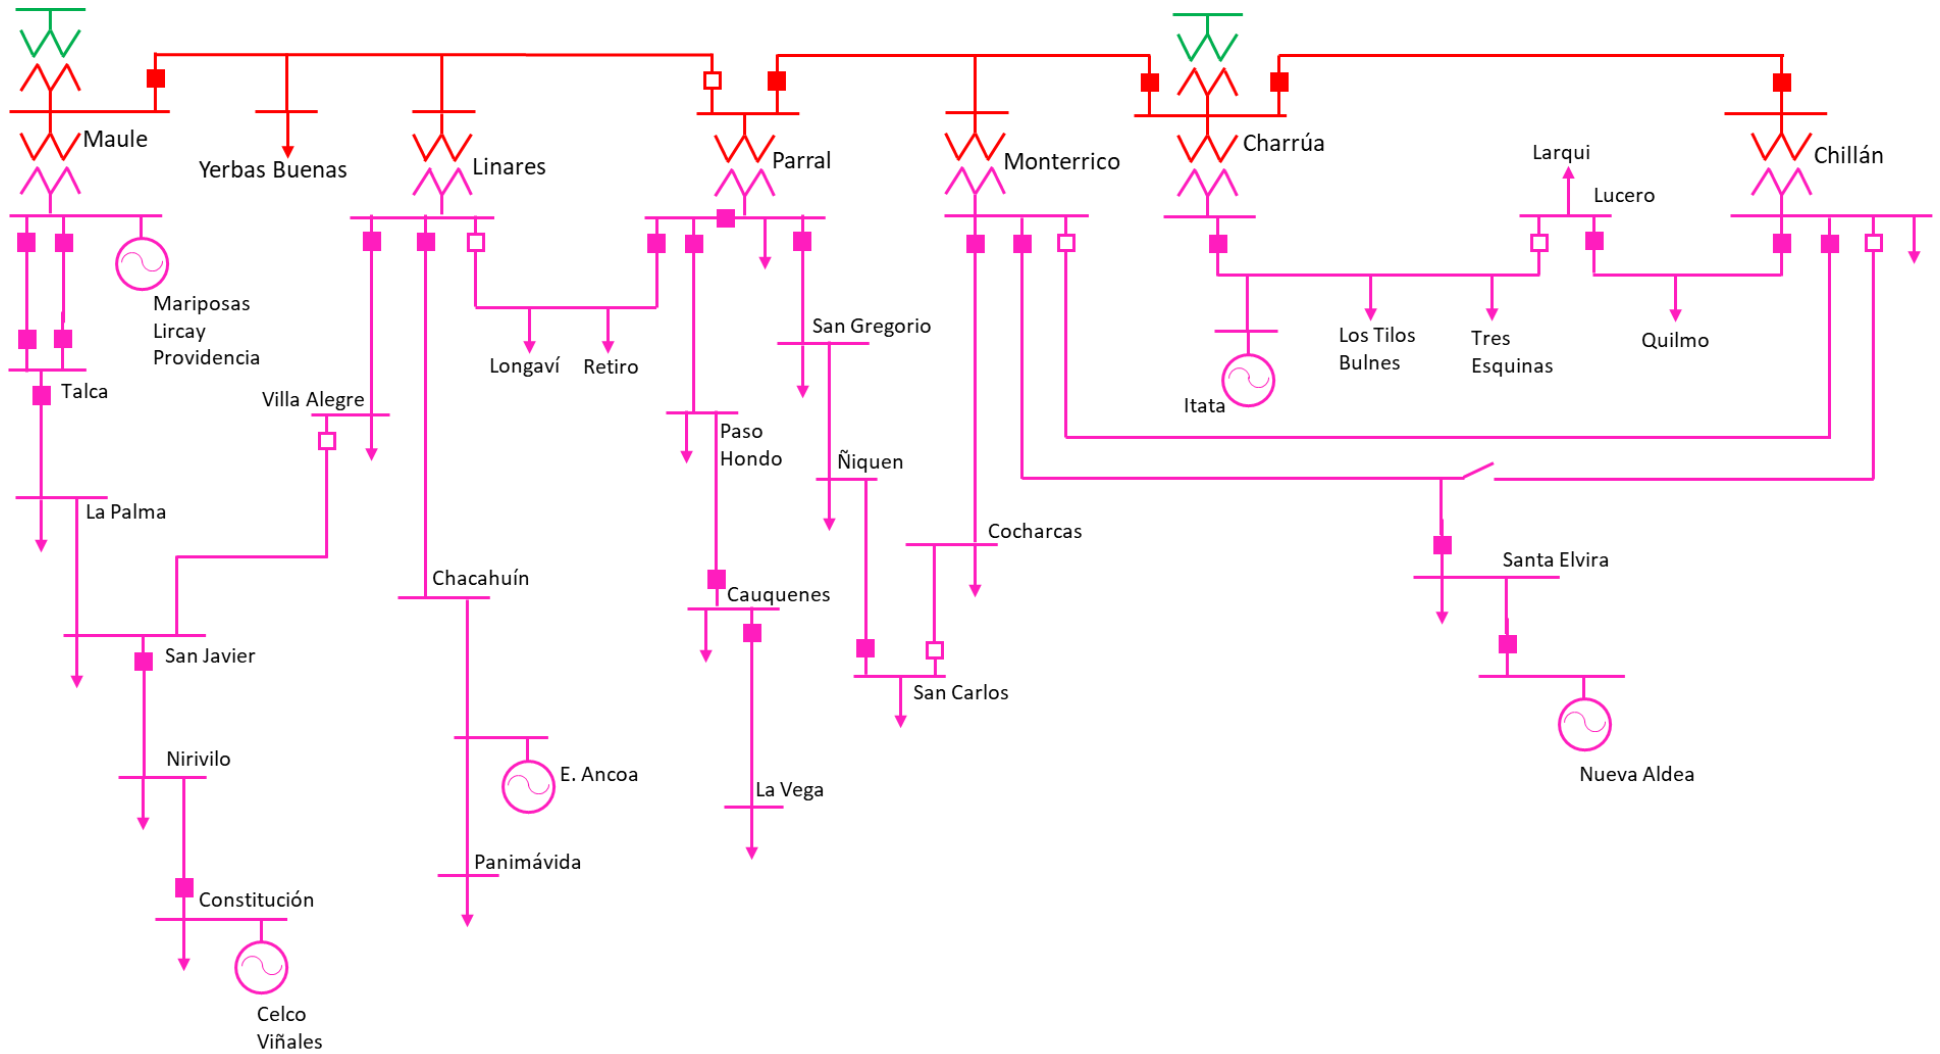 Maule
Yerbas Buenas
Linares
Parral
Monterrico
Charrúa
Chillán
Larqui
Lucero
Mariposas
Lircay
Providencia
San Gregorio
Longaví
Retiro
Los Tilos
Bulnes
Tres
Esquinas
Quilmo
Talca
Villa Alegre
Itata
Paso
Hondo
Ñiquen
La Palma
Cocharcas
Santa Elvira
Chacahuín
Cauquenes
San Javier
San Carlos
Nirivilo
E. Ancoa
La Vega
Nueva Aldea
Panimávida
Constitución
Celco
Viñales